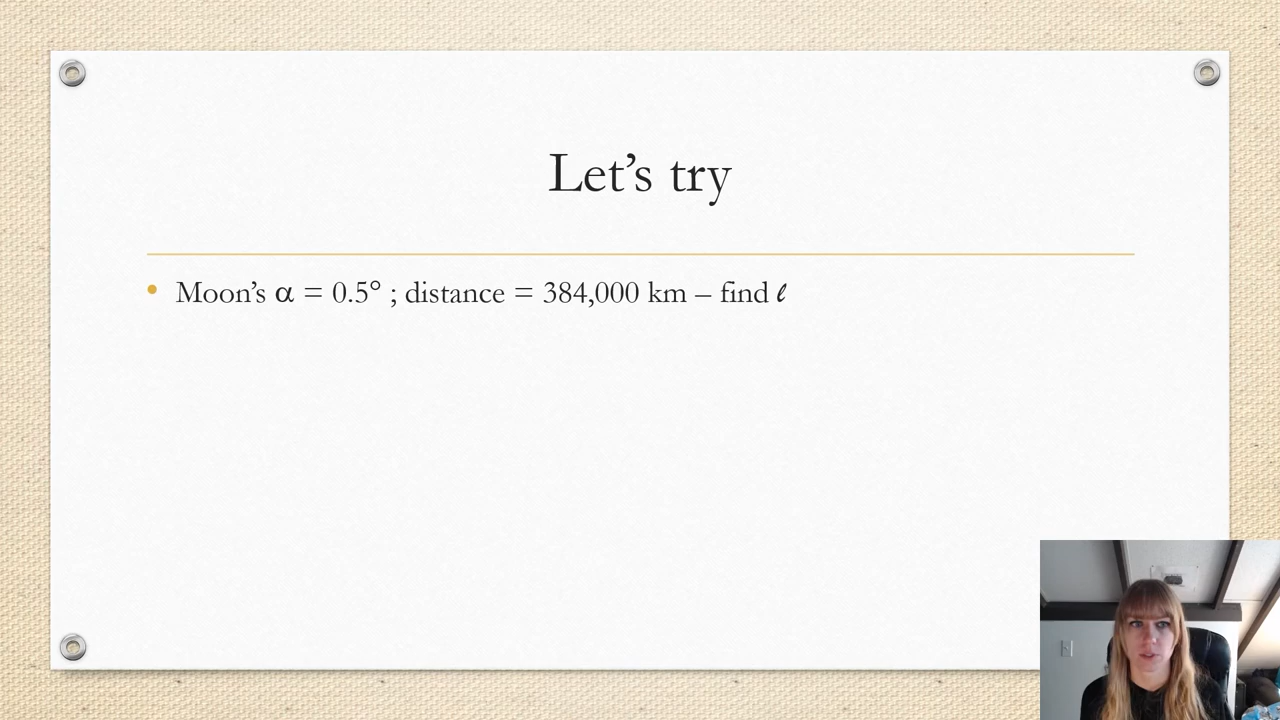 Let’s try
• Moon’s α = 0.5° ; distance = 384,000 km – find ℓ